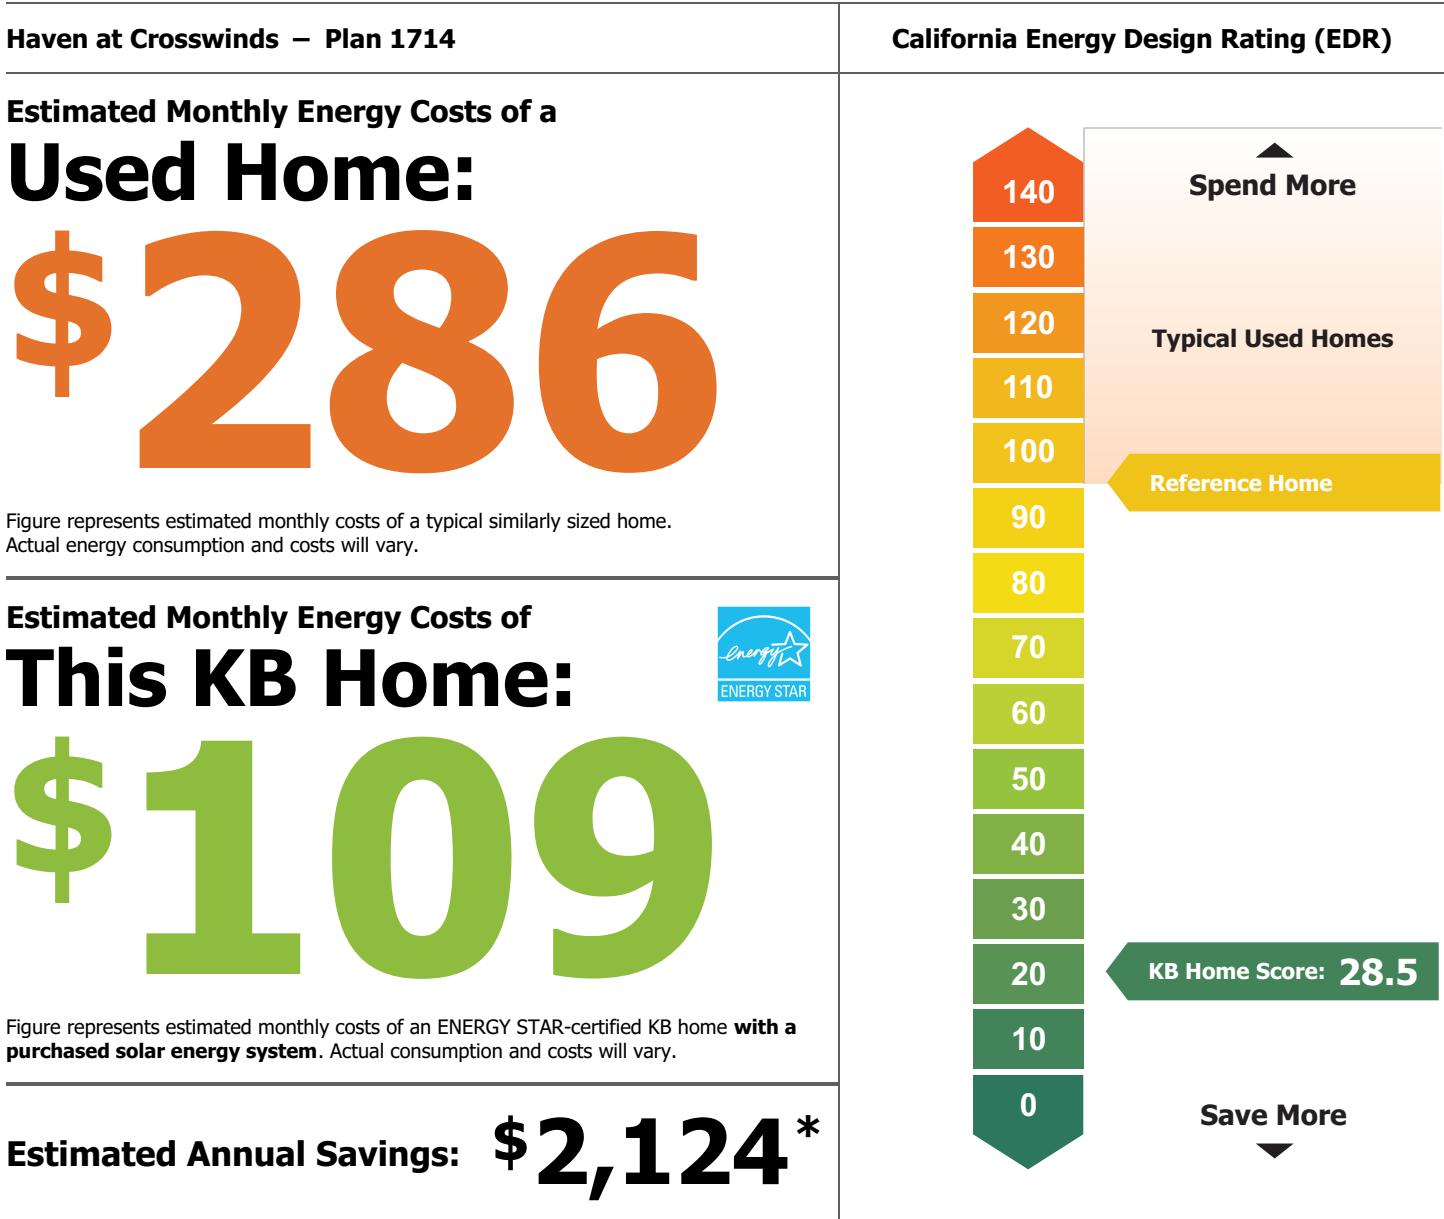 Haven at Crosswinds – Plan 1714
Estimated Monthly Energy Costs of a
Used Home:
$286
Figure represents estimated monthly costs of a typical similarly sized home.
Actual energy consumption and costs will vary.
Estimated Monthly Energy Costs of
This KB Home:
energy
ENERGY STAR
$109
Figure represents estimated monthly costs of an ENERGY STAR-certified KB home with a
purchased solar energy system. Actual consumption and costs will vary.
Estimated Annual Savings: $2,124*
California Energy Design Rating (EDR)
140
Spend More
130
120
Typical Used Homes
110
100
Reference Home
90
80
70
60
50
40
30
20
KB Home Score: 28.5
10
0
Save More